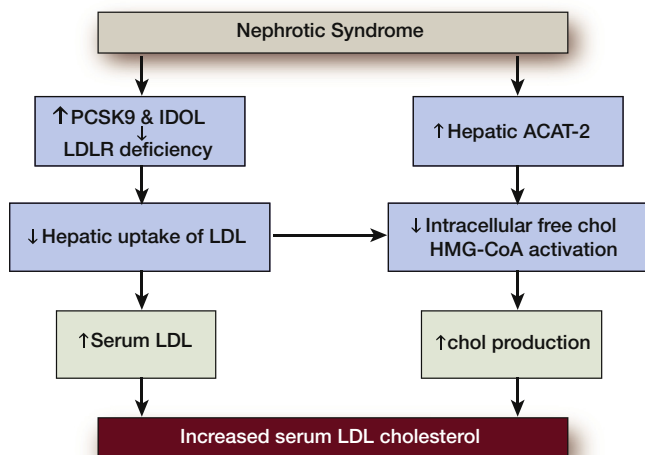 Nephrotic Syndrome
↑PCSK9 & IDOL
↓
LDLR deficiency
↑Hepatic ACAT-2
↓Hepatic uptake of LDL
↓Intracellular free chol
HMG-CoA activation
↑Serum LDL
↑chol production
Increased serum LDL cholesterol